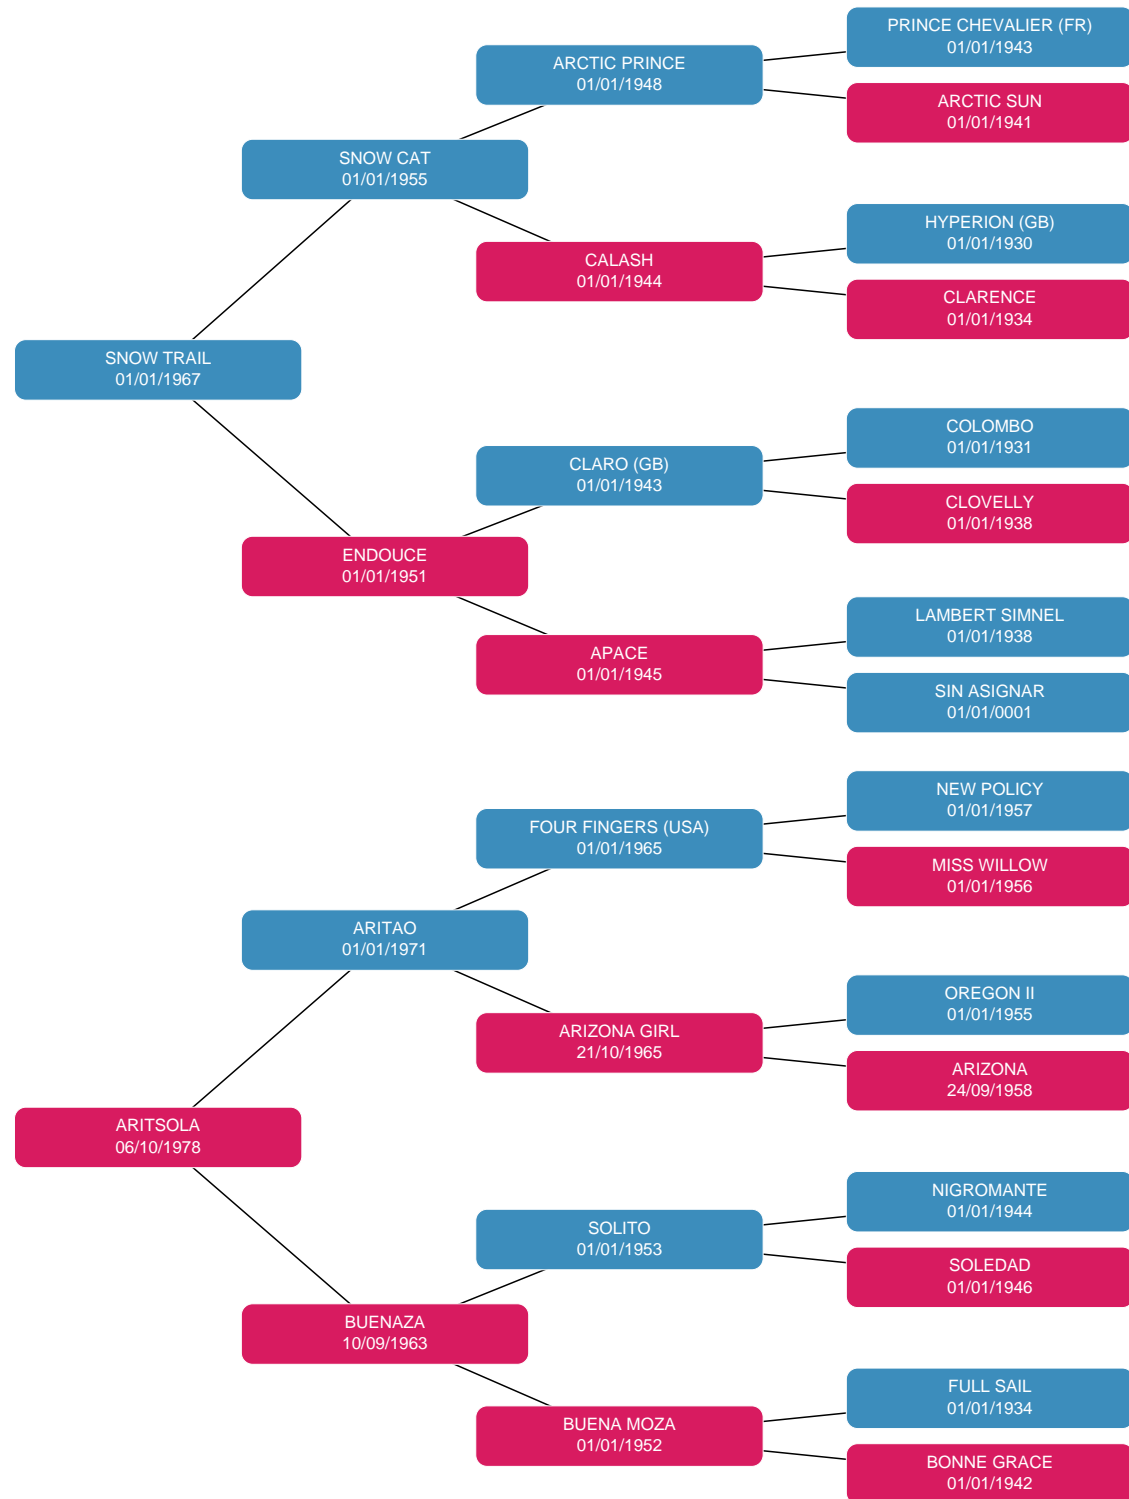 PRINCE CHEVALIER (FR)
01/01/1943
ARCTIC PRINCE
01/01/1948
ARCTIC SUN
01/01/1941
SNOW CAT
01/01/1955
HYPERION (GB)
01/01/1930
CALASH
01/01/1944
CLARENCE
01/01/1934
SNOW TRAIL
01/01/1967
COLOMBO
01/01/1931
CLARO (GB)
01/01/1943
CLOVELLY
01/01/1938
ENDOUCE
01/01/1951
LAMBERT SIMNEL
01/01/1938
APACE
01/01/1945
SIN ASIGNAR
01/01/0001
NEW POLICY
01/01/1957
FOUR FINGERS (USA)
01/01/1965
MISS WILLOW
01/01/1956
ARITAO
01/01/1971
OREGON II
01/01/1955
ARIZONA GIRL
21/10/1965
ARIZONA
24/09/1958
ARITSOLA
06/10/1978
NIGROMANTE
01/01/1944
SOLITO
01/01/1953
SOLEDAD
01/01/1946
BUENAZA
10/09/1963
FULL SAIL
01/01/1934
BUENA MOZA
01/01/1952
BONNE GRACE
01/01/1942